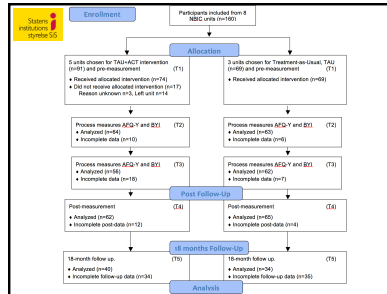 Statens
institutions
styrelse SiS
Enrollment
Participants included from 8
NBIC units (n=160)
Allocation
5 units chosen for TAU+ACT intervention
(n=91) and pre-measurement (T1)
♦ Received allocated intervention (n=74)
♦ Did not receive allocated intervention (n=17)
Reason unknown n=3, Left unit n=14
3 units chosen for Treatment-as-Usual, TAU
(n=69) and pre-measurement (T1)
♦ Received allocated intervention (n=69)
Process measures AFQ-Y and BYI (T2)
♦ Analyzed (n=64)
♦ Incomplete data (n=10)
Process measures AFQ-Y and BYI (T2)
♦ Analyzed (n=63)
♦ Incomplete data (n=6)
Process measures AFQ-Y and BYI (T3)
♦ Analyzed (n=56)
♦ Incomplete data (n=18)
Process measures AFQ-Y and BYI (T3)
♦ Analyzed (n=62)
♦ Incomplete data (n=7)
Post Follow-Up
Post-measurement (T4)
♦ Analyzed (n=62)
♦ Incomplete post-data (n=12)
Post-measurement (T4)
♦ Analyzed (n=65)
♦ Incomplete post-data (n=4)
18 months Follow-Up
18-month follow up. (T5)
♦ Analyzed (n=40)
♦ Incomplete follow-up data (n=34)
18-month follow up. (T5)
♦ Analyzed (n=34)
♦ Incomplete follow-up data (n=35)
Analysis